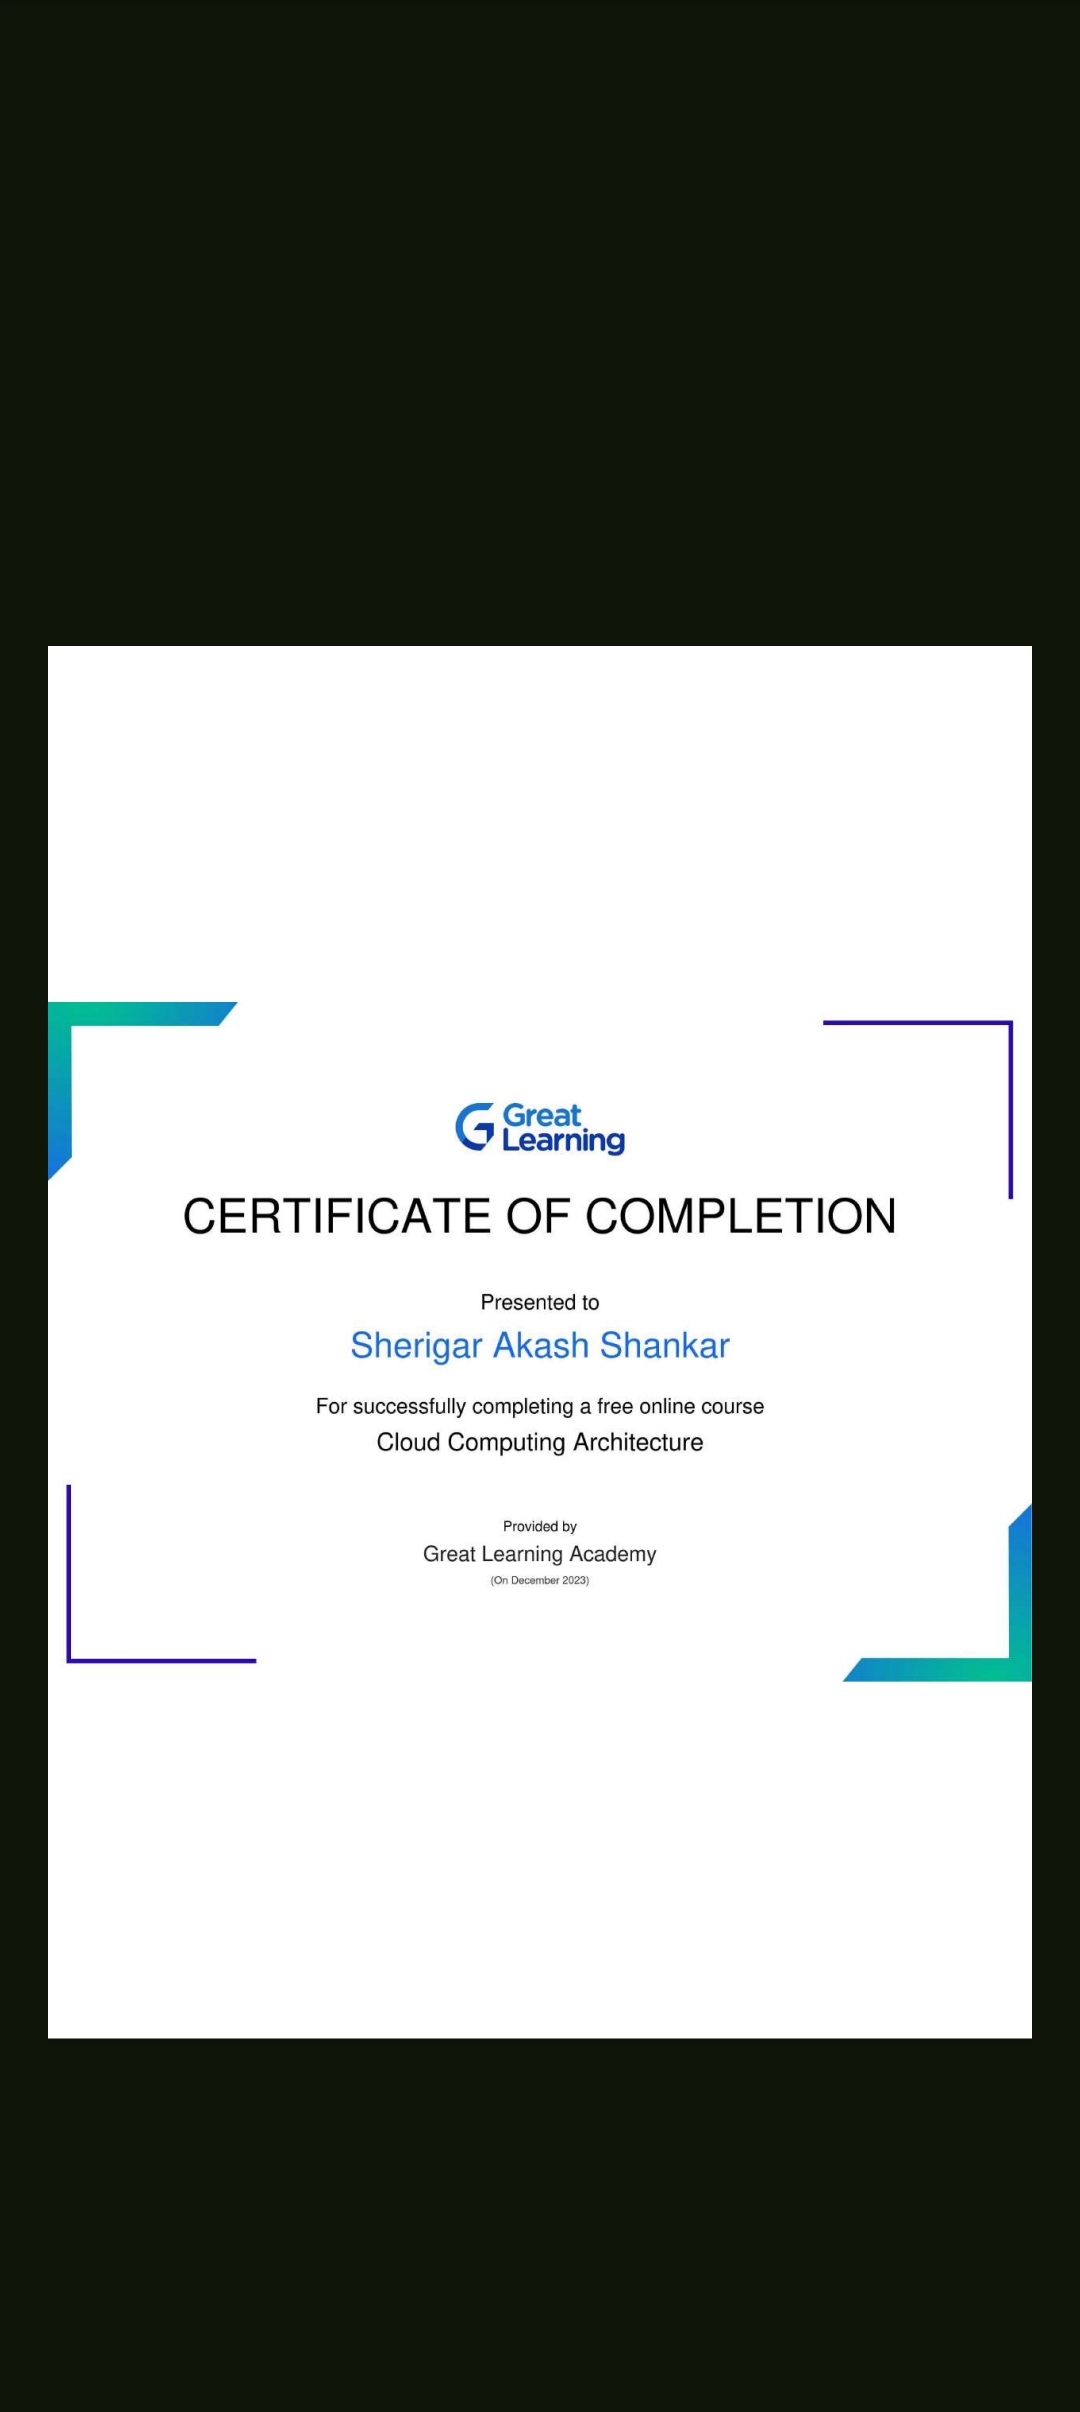 Great
Learning
CERTIFICATE OF COMPLETION
Presented to
Sherigar Akash Shankar
For successfully completing a free online course
Cloud Computing Architecture
Provided by
Great Learning Academy
(On December 2023)